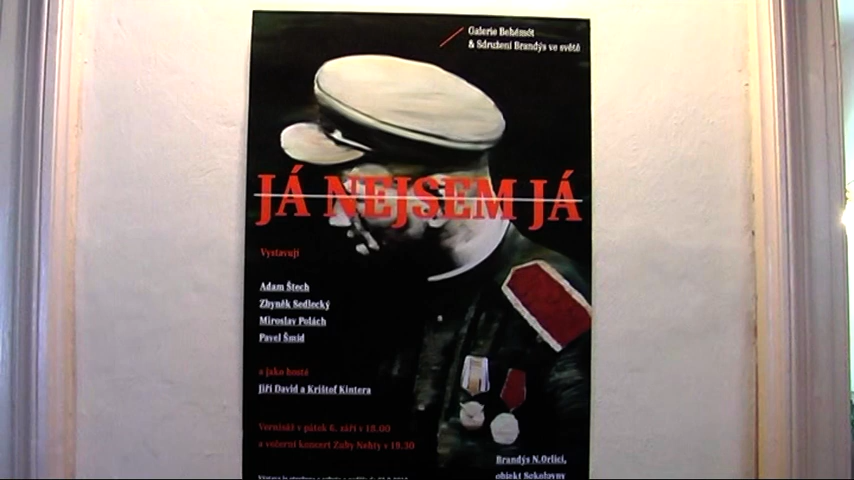 Galerie Behémót
& Sdružení Brandýs ve světě
JÁ NEJSEM JÁ
Vystavují
Adam Štech
Zbyněk Sedlecký
Miroslav Polách
Pavel Šmíd
a jako hosté
Jiří David a Krištof Kintera
Vernisáž v pátek 6. září v 18.00
a večerní koncert Zuby Nehty v 19.30
Brandýs N.Orlicí,
objekt Sokolovny